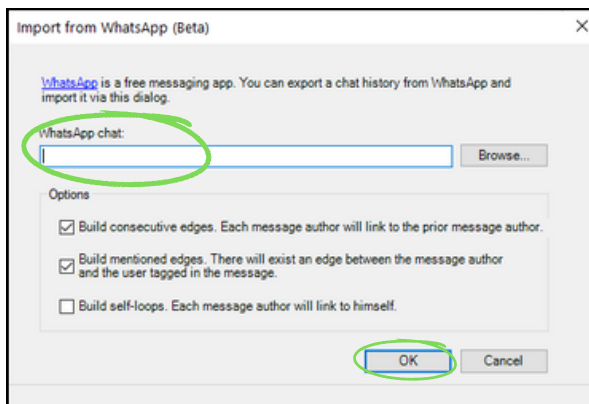 Import from WhatsApp (Beta)
WhatsApp is a free messaging app. You can export a chat history from WhatsApp and
import it via this dialog.
WhatsApp chat:
Browse...
Options
Build consecutive edges. Each message author will link to the prior message author.
Build mentioned edges. There will exist an edge between the message author
and the user tagged in the message.
Build self-loops. Each message author will link to himself.
OK Cancel